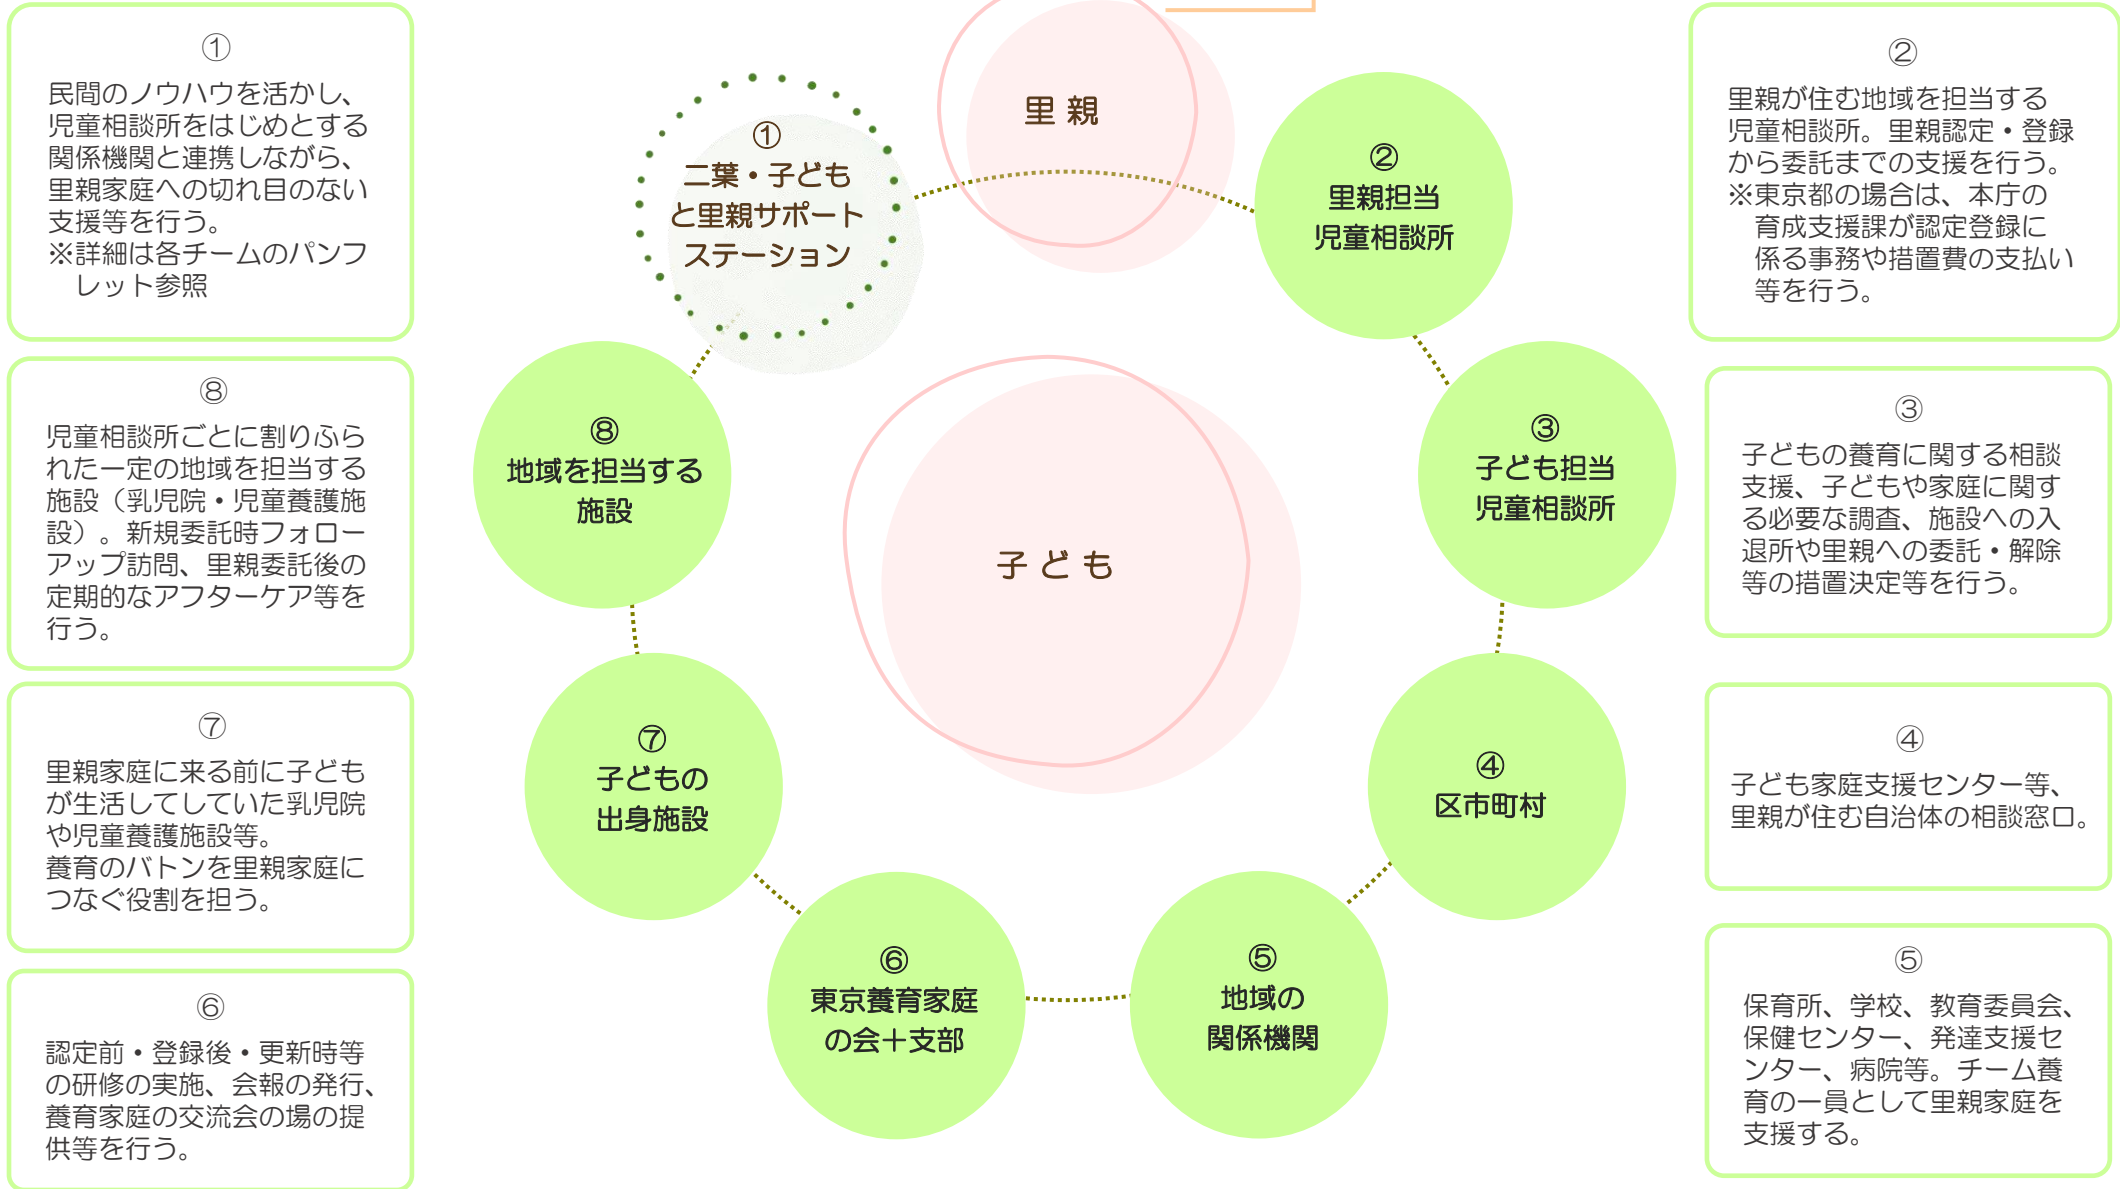 ①
民間のノウハウを活かし、
児童相談所をはじめとする
関係機関と連携しながら、
里親家庭への切れ目のない
支援等を行う。
※詳細は各チームのパンフ
レット参照
⑧
児童相談所ごとに割りふら
れた一定の地域を担当する
施設（乳児院・児童養護施
設）。新規委託時フォロー
アップ訪問、里親委託後の
定期的なアフターケア等を
行う。
⑦
里親家庭に来る前に子ども
が生活してしていた乳児院
や児童養護施設等。
養育のバトンを里親家庭に
つなぐ役割を担う。
⑥
認定前・登録後・更新時等
の研修の実施、会報の発行、
養育家庭の交流会の場の提
供等を行う。
里親
①
二葉・子ども
と里親サポート
ステーション
②
里親担当
児童相談所
⑧
地域を担当する
施設
③
子ども担当
児童相談所
子ども
⑦
子どもの
出身施設
④
区市町村
⑥
東京養育家庭
の会＋支部
⑤
地域の
関係機関
②
里親が住む地域を担当する
児童相談所。里親認定・登録
から委託までの支援を行う。
※東京都の場合は、本庁の
育成支援課が認定登録に
係る事務や措置費の支払い
等を行う。
③
子どもの養育に関する相談
支援、子どもや家庭に関す
る必要な調査、施設への入
退所や里親への委託・解除
等の措置決定等を行う。
④
子ども家庭支援センター等、
里親が住む自治体の相談窓口。
⑤
保育所、学校、教育委員会、
保健センター、発達支援セ
ンター、病院等。チーム養
育の一員として里親家庭を
支援する。